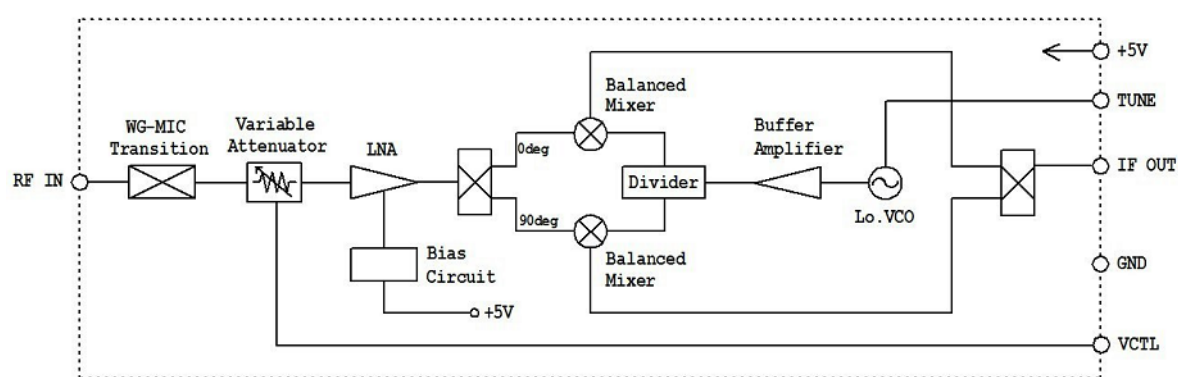 +5V
TUNE
Balanced
Mixer
WG-MIC
Transition
Variable
Attenuator
LNA
Buffer
Amplifier
0deg
RF IN
Divider
IF OUT
Lo.VCO
90deg
Bias
Circuit
Balanced
Mixer
GND
+5V
VCTL